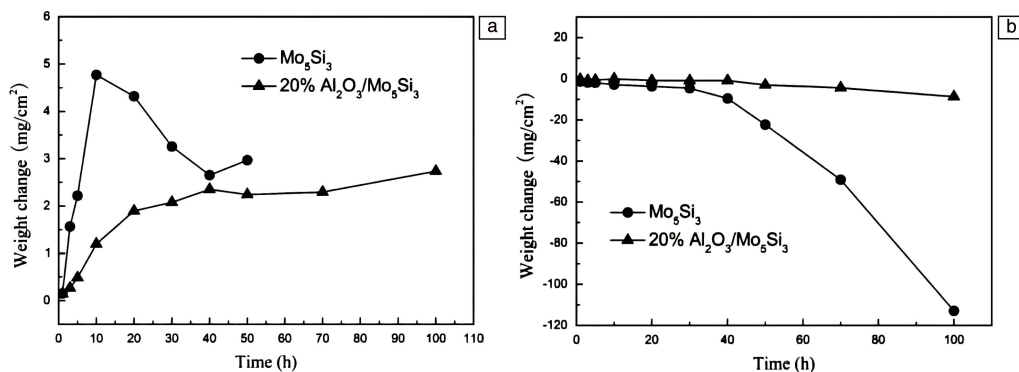 a
6
5
4
3
2
1
0
Weight change (mg/cm²)
Mo₅Si₃
20% Al₂O₃/Mo₅Si₃
0 10 20 30 40 50 60 70 80 90 100 110
Time (h)
b
20
0
-20
-40
-60
-80
-100
-120
Weight change (mg/cm²)
Mo₅Si₃
20% Al₂O₃/Mo₅Si₃
0 20 40 60 80 100
Time (h)